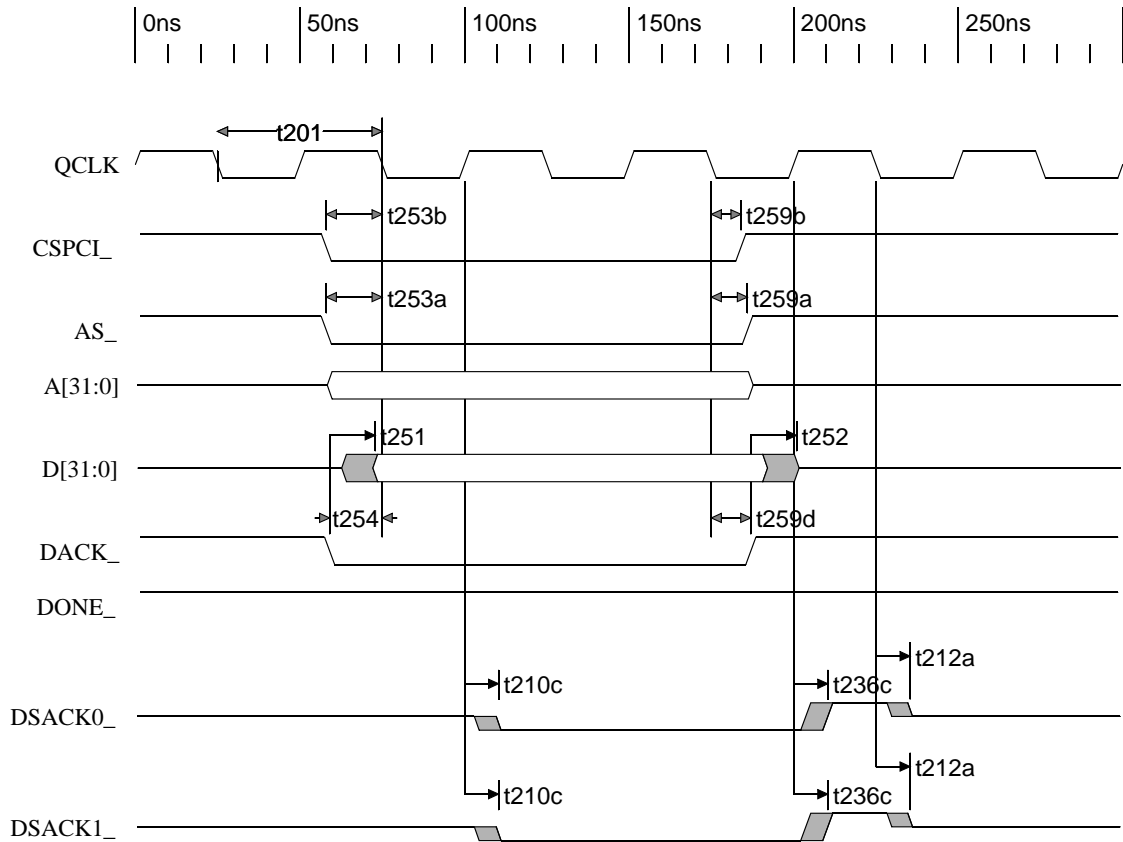 0ns 50ns 100ns 150ns 200ns 250ns
t201
QCLK
t253b t259b
CSPCI_
t253a t259a
AS_
A[31:0]
t251 t252
D[31:0]
t254 t259d
DACK_
DONE_
t212a
t210c t236c
DSACK0_
t212a
t210c t236c
DSACK1_